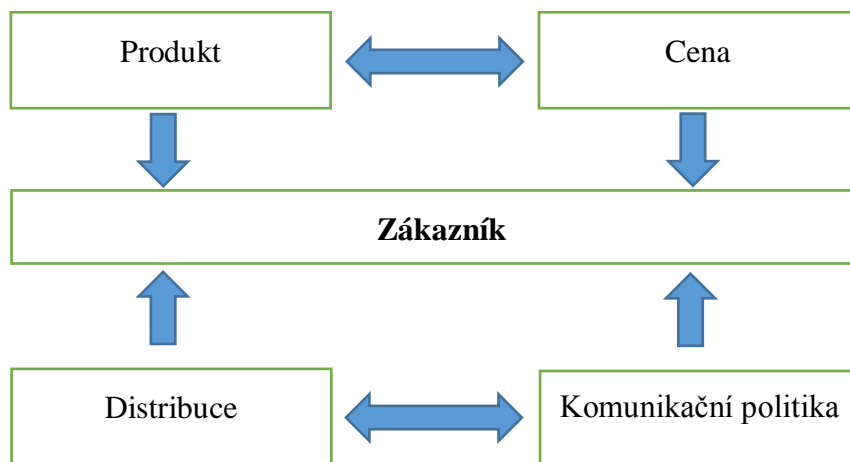 Produkt
Cena
Zákazník
Distribuce
Komunikační politika